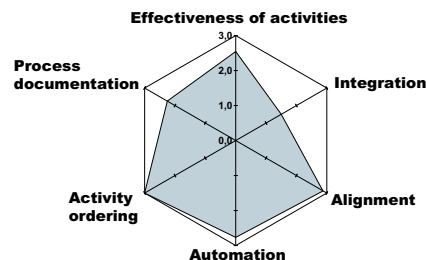 Effectiveness of activities
3,0
Process
documentation
2,0
Integration
1,0
0,0
Activity
ordering
Alignment
Automation